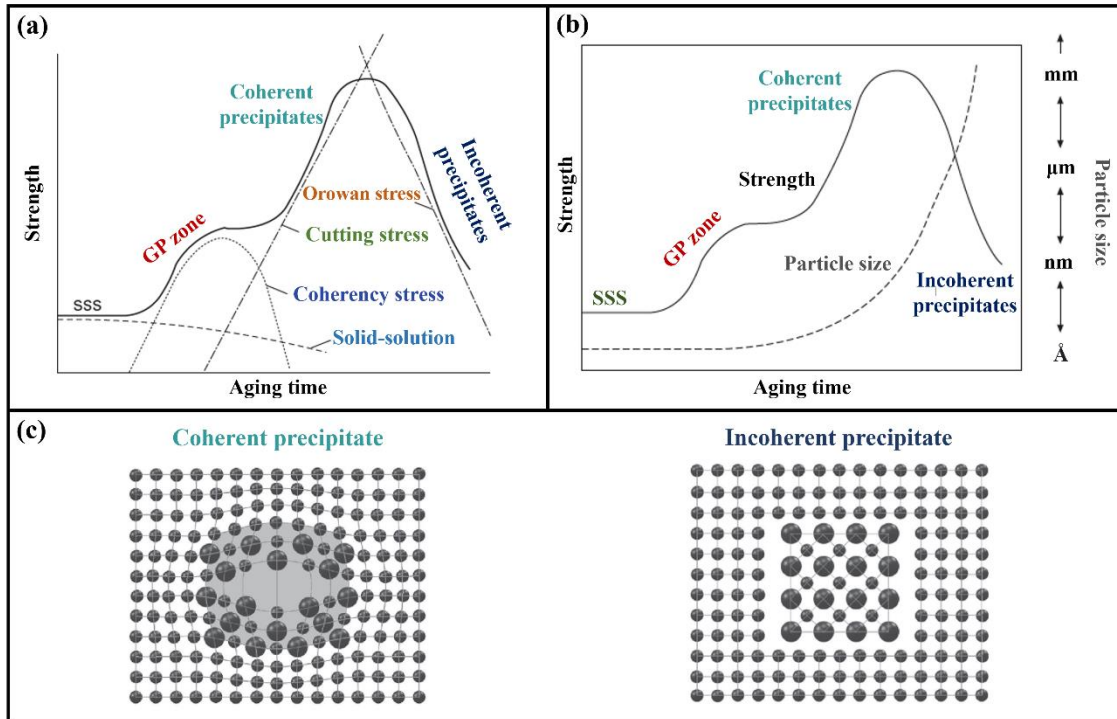 (a)
Coherent
precipitates
Incoherent
precipitates
Orowan stress
GP zone
Cutting stress
Coherency stress
SSS
Solid-solution
Strength
Aging time
(b)
Coherent
precipitates
Strength
GP zone
Particle size
SSS
Incoherent
precipitates
Strength
Aging time
mm
μm
nm
Å
Particle size
(c)
Coherent precipitate
Incoherent precipitate